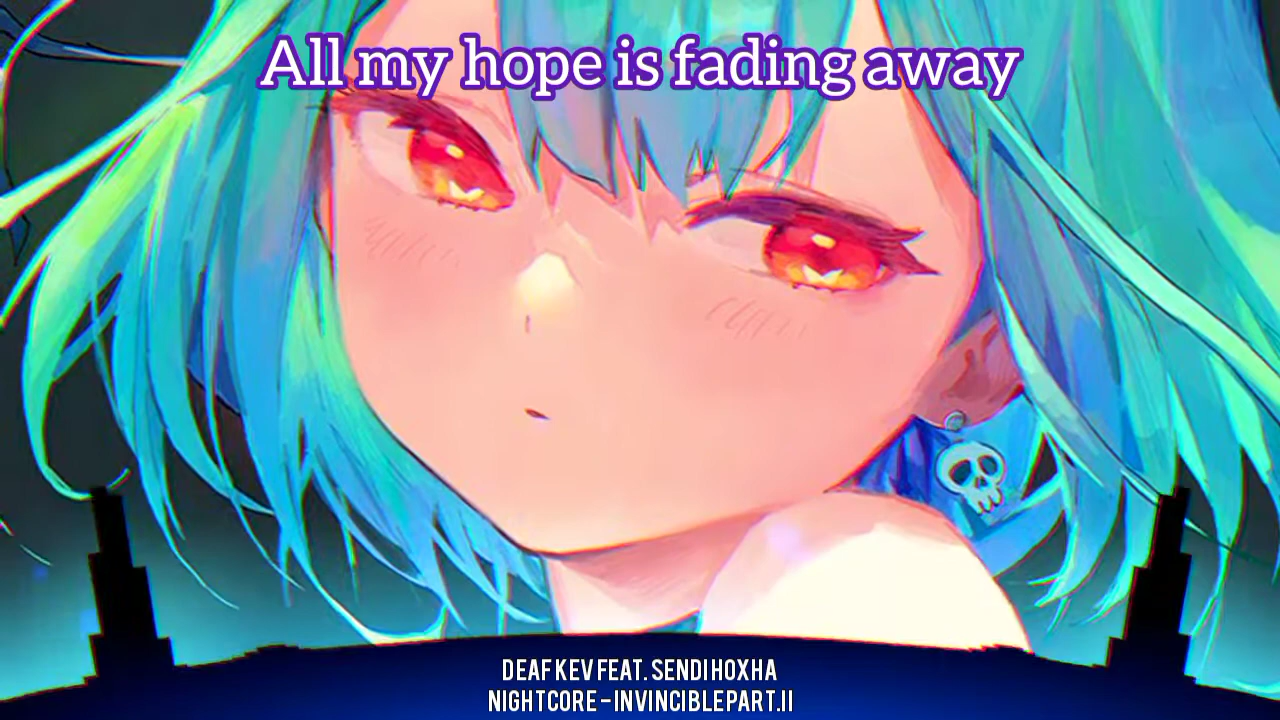 All my hope is fading away
DEAF KEV FEAT. SENDI HOXHA
NIGHTCORE - INVINCIBLE PART.II